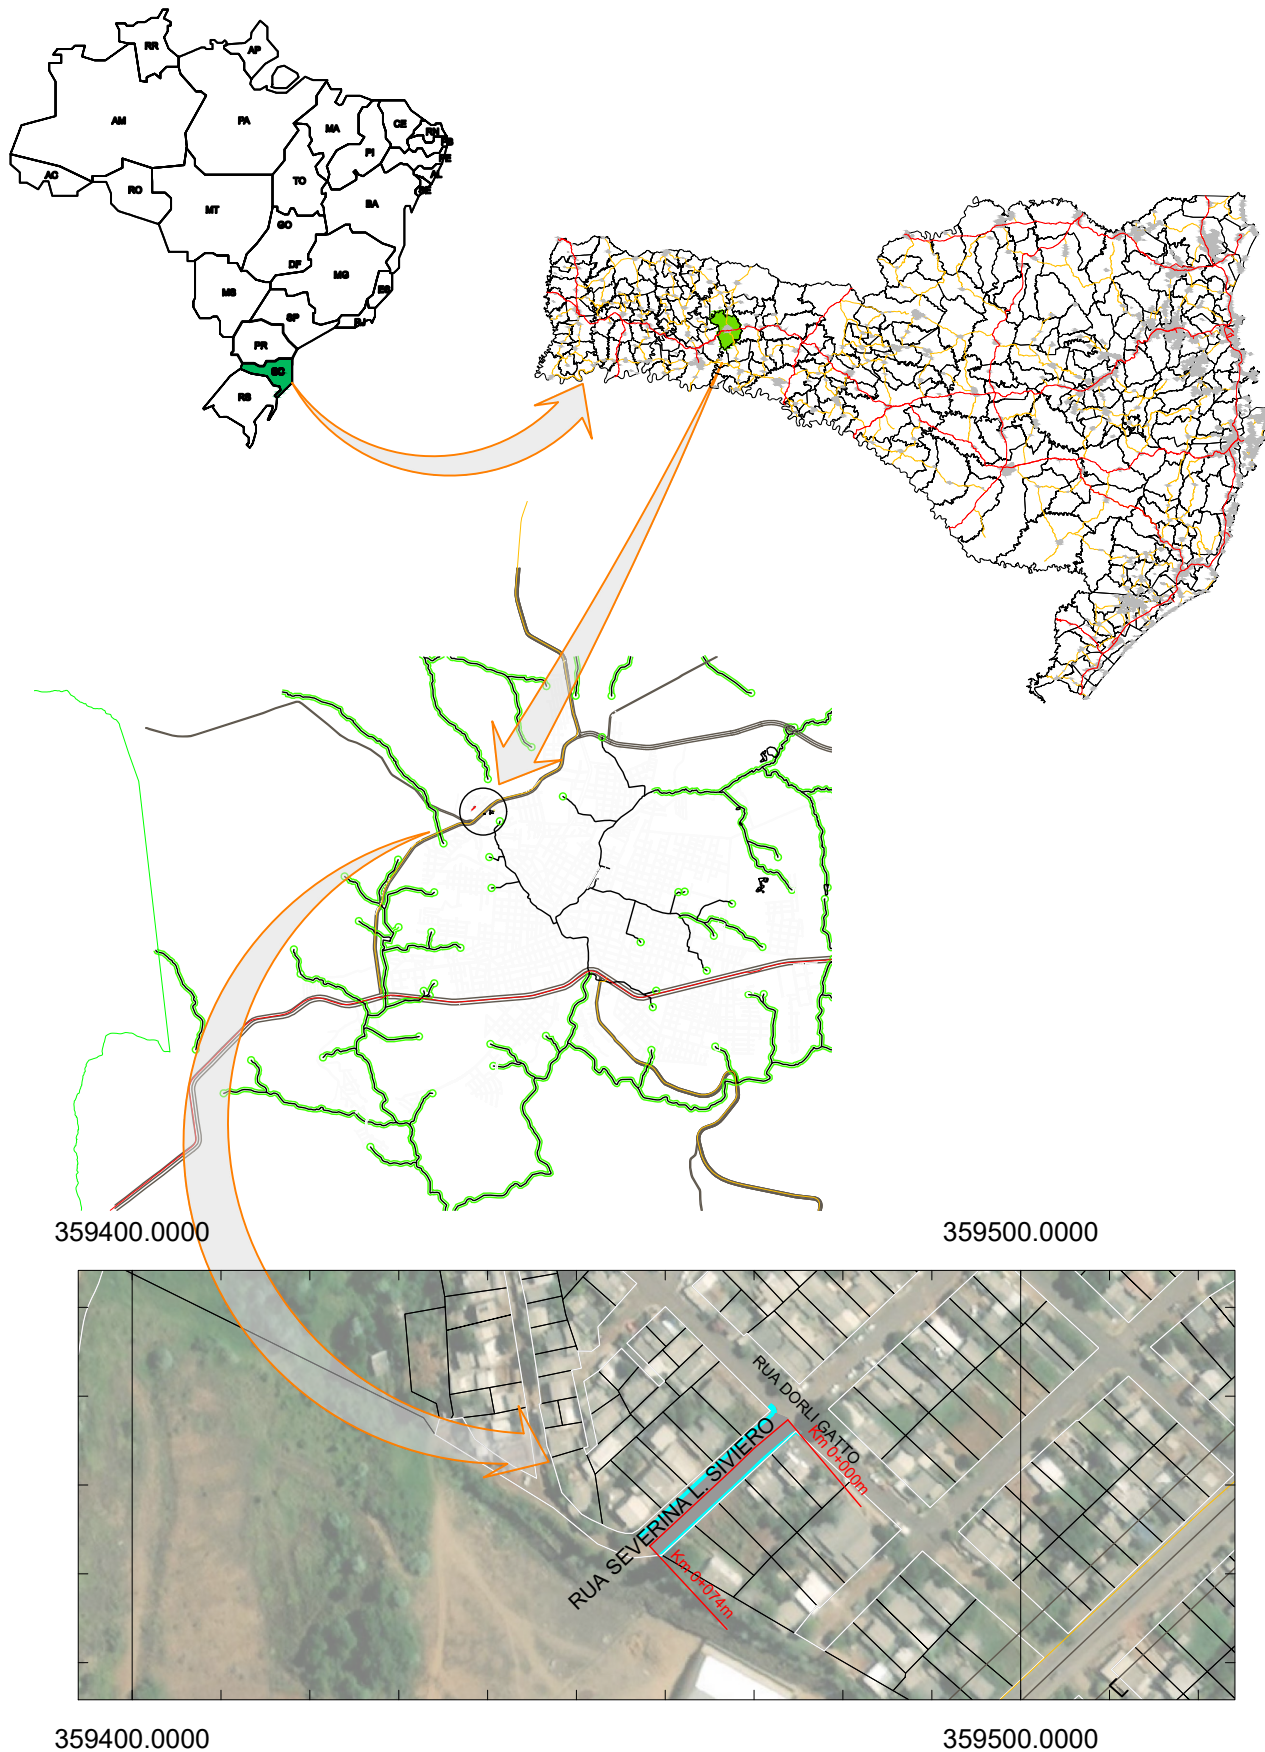 RR
AP
AM
PA
MA
CE
RN
PB
PI
PE
AL
SE
AC
RO
TO
MT
BA
GO
DF
MG
ES
MS
SP
RJ
PR
SC
RS
359400.0000
359500.0000
RUA DORLI GATTO
Km 0+000m
RUA SEVERINA L. SIVIERO
Km 0+074m
359400.0000
359500.0000